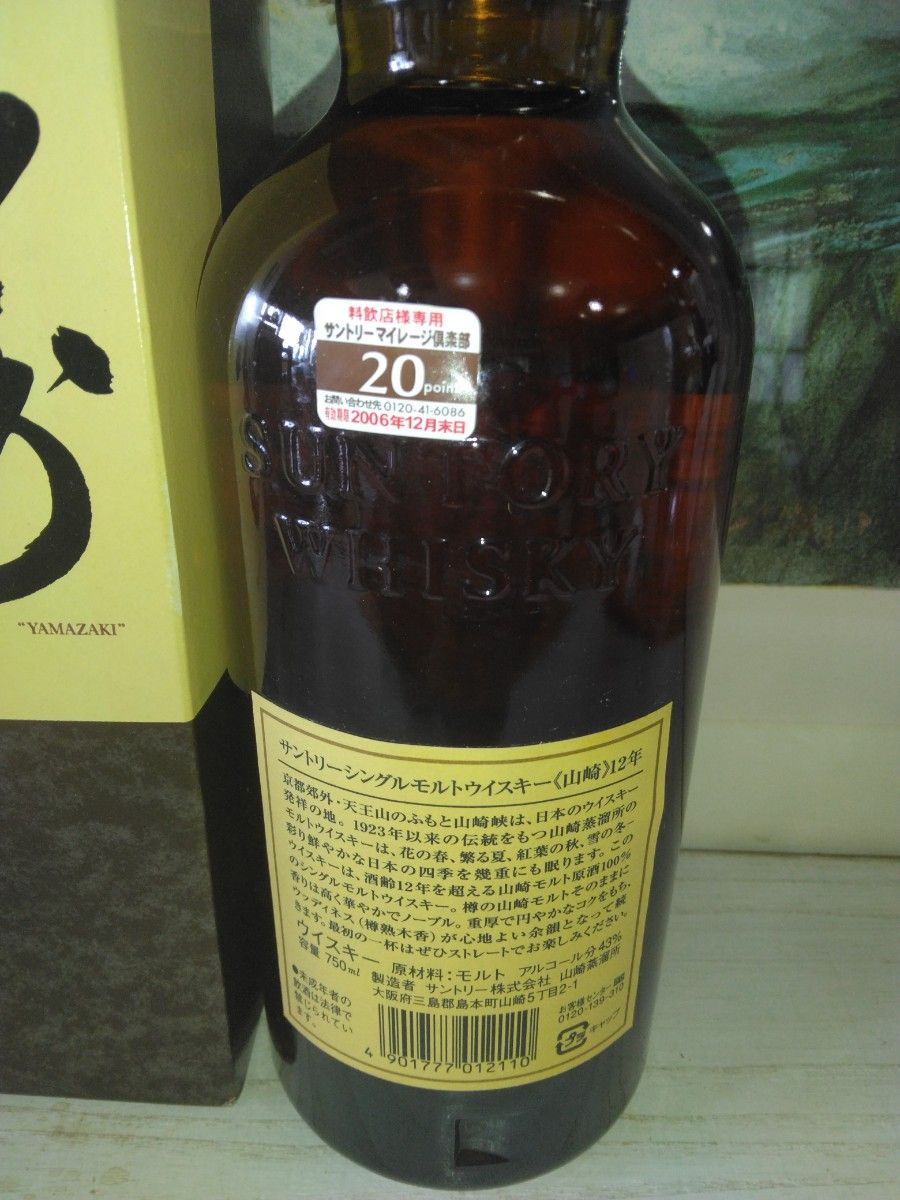 料飲店様専用
サントリーマイレージ倶楽部
20 point
お問い合わせ先 0120-41-6086
有効期限 2006年12月末日
SUNTORY
WHISKY
"YAMAZAKI"
サントリーシングルモルトウイスキー《山崎》12年
京都郊外・天王山のふもと山崎峡は、日本のウイスキー
発祥の地。1923年以来の伝統をもつ山崎蒸溜所の
モルトウイスキーは、花の春、繁る夏、紅葉の秋、雪の冬−
彩り鮮やかな日本の四季を幾重にも眠ります。この
ウイスキーは、酒齢12年を超える山崎モルト原酒100%
のシングルモルトウイスキー。樽の山崎モルトそのままに
香りは高く華やかでノーブル。重厚で円やかなコクをもち、
ウッディネス(樽熟木香)が心地よい余韻となって続
きます。最初の一杯はぜひストレートでお楽しみください。
ウイスキー 原材料:モルト アルコール分43%
容量 750ml 製造者 サントリー株式会社 山崎蒸溜所
大阪府三島郡島本町山崎5丁目2-1
●未成年者の
飲酒は法律で
禁じられてい
ます。
お客様センター
0120-139-310
キャップ
4 901777 012110